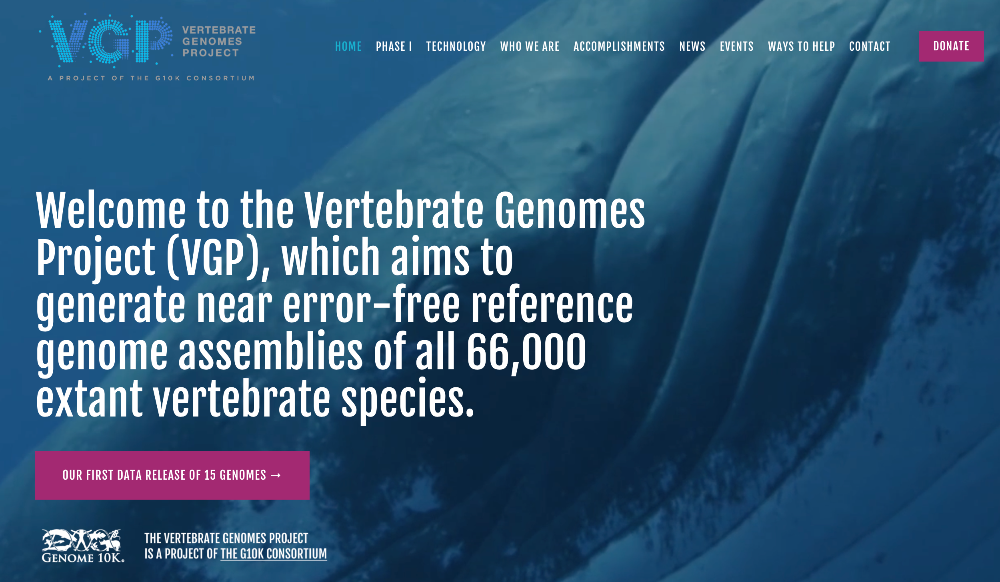 VGP
VERTEBRATE
GENOMES
PROJECT
A PROJECT OF THE G10K CONSORTIUM
HOME PHASE I TECHNOLOGY WHO WE ARE ACCOMPLISHMENTS NEWS EVENTS WAYS TO HELP CONTACT DONATE
Welcome to the Vertebrate Genomes
Project (VGP), which aims to
generate near error-free reference
genome assemblies of all 66,000
extant vertebrate species.
OUR FIRST DATA RELEASE OF 15 GENOMES →
GENOME 10K.
THE VERTEBRATE GENOMES PROJECT
IS A PROJECT OF THE G10K CONSORTIUM